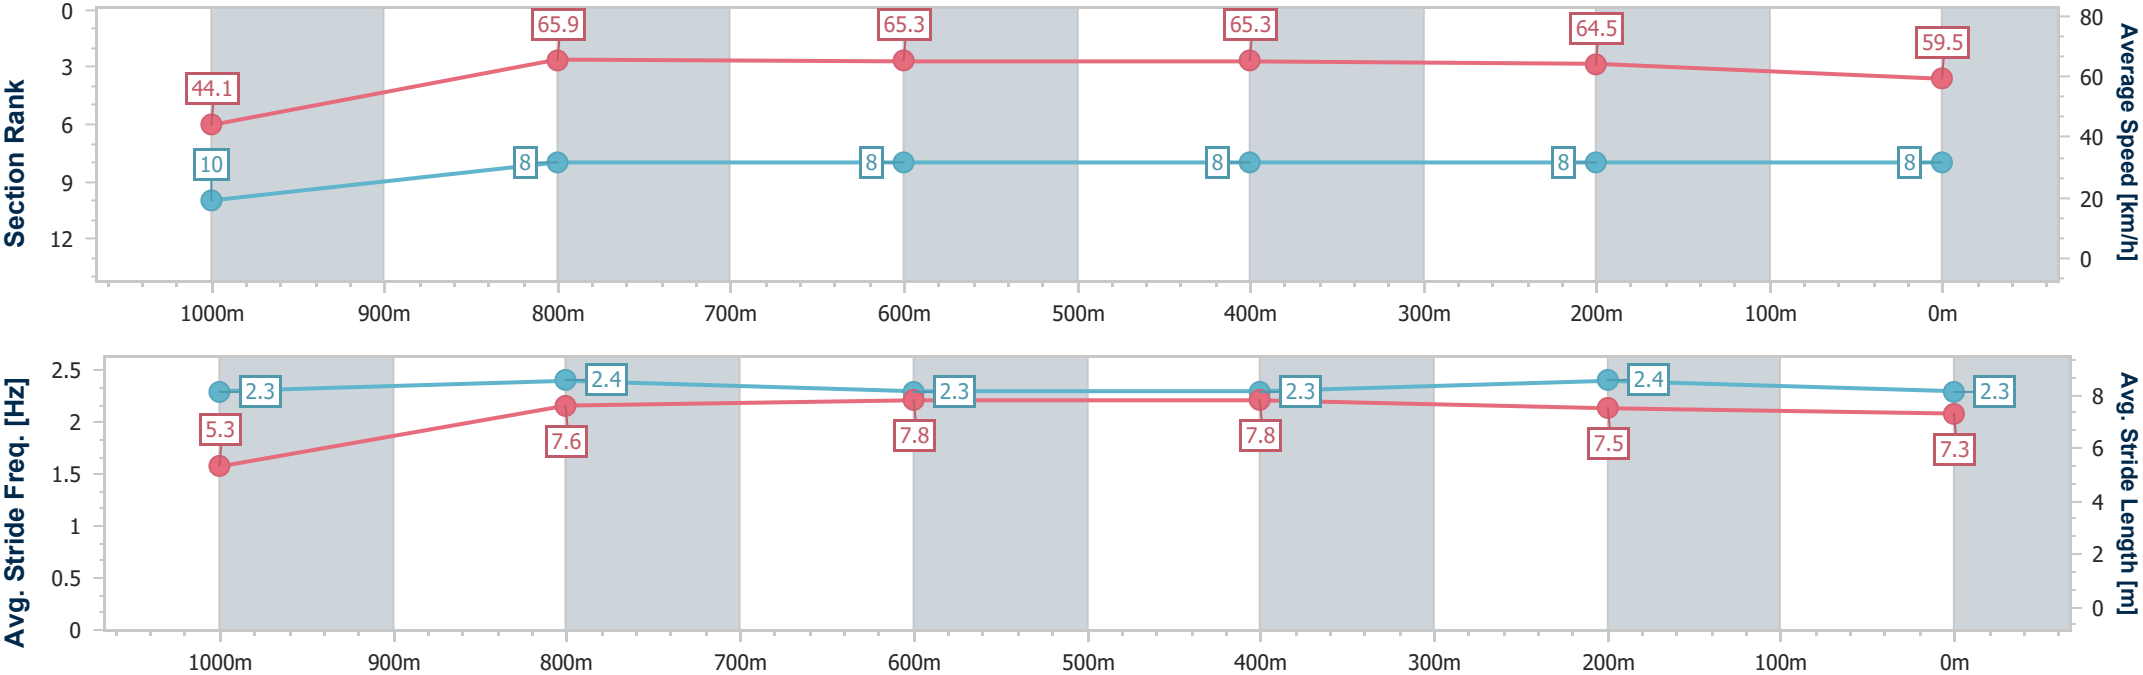 Section Rank
0
3
6
9
12
44.1
65.9
65.3
65.3
64.5
59.5
10
8
8
8
8
8
80
60
40
20
0
Average Speed [km/h]
1000m
900m
800m
700m
600m
500m
400m
300m
200m
100m
0m
Avg. Stride Freq. [Hz]
2.5
2
1.5
1
0.5
0
2.3
2.4
2.3
2.3
2.4
2.3
5.3
7.6
7.8
7.8
7.5
7.3
8
6
4
2
0
Avg. Stride Length [m]
1000m
900m
800m
700m
600m
500m
400m
300m
200m
100m
0m